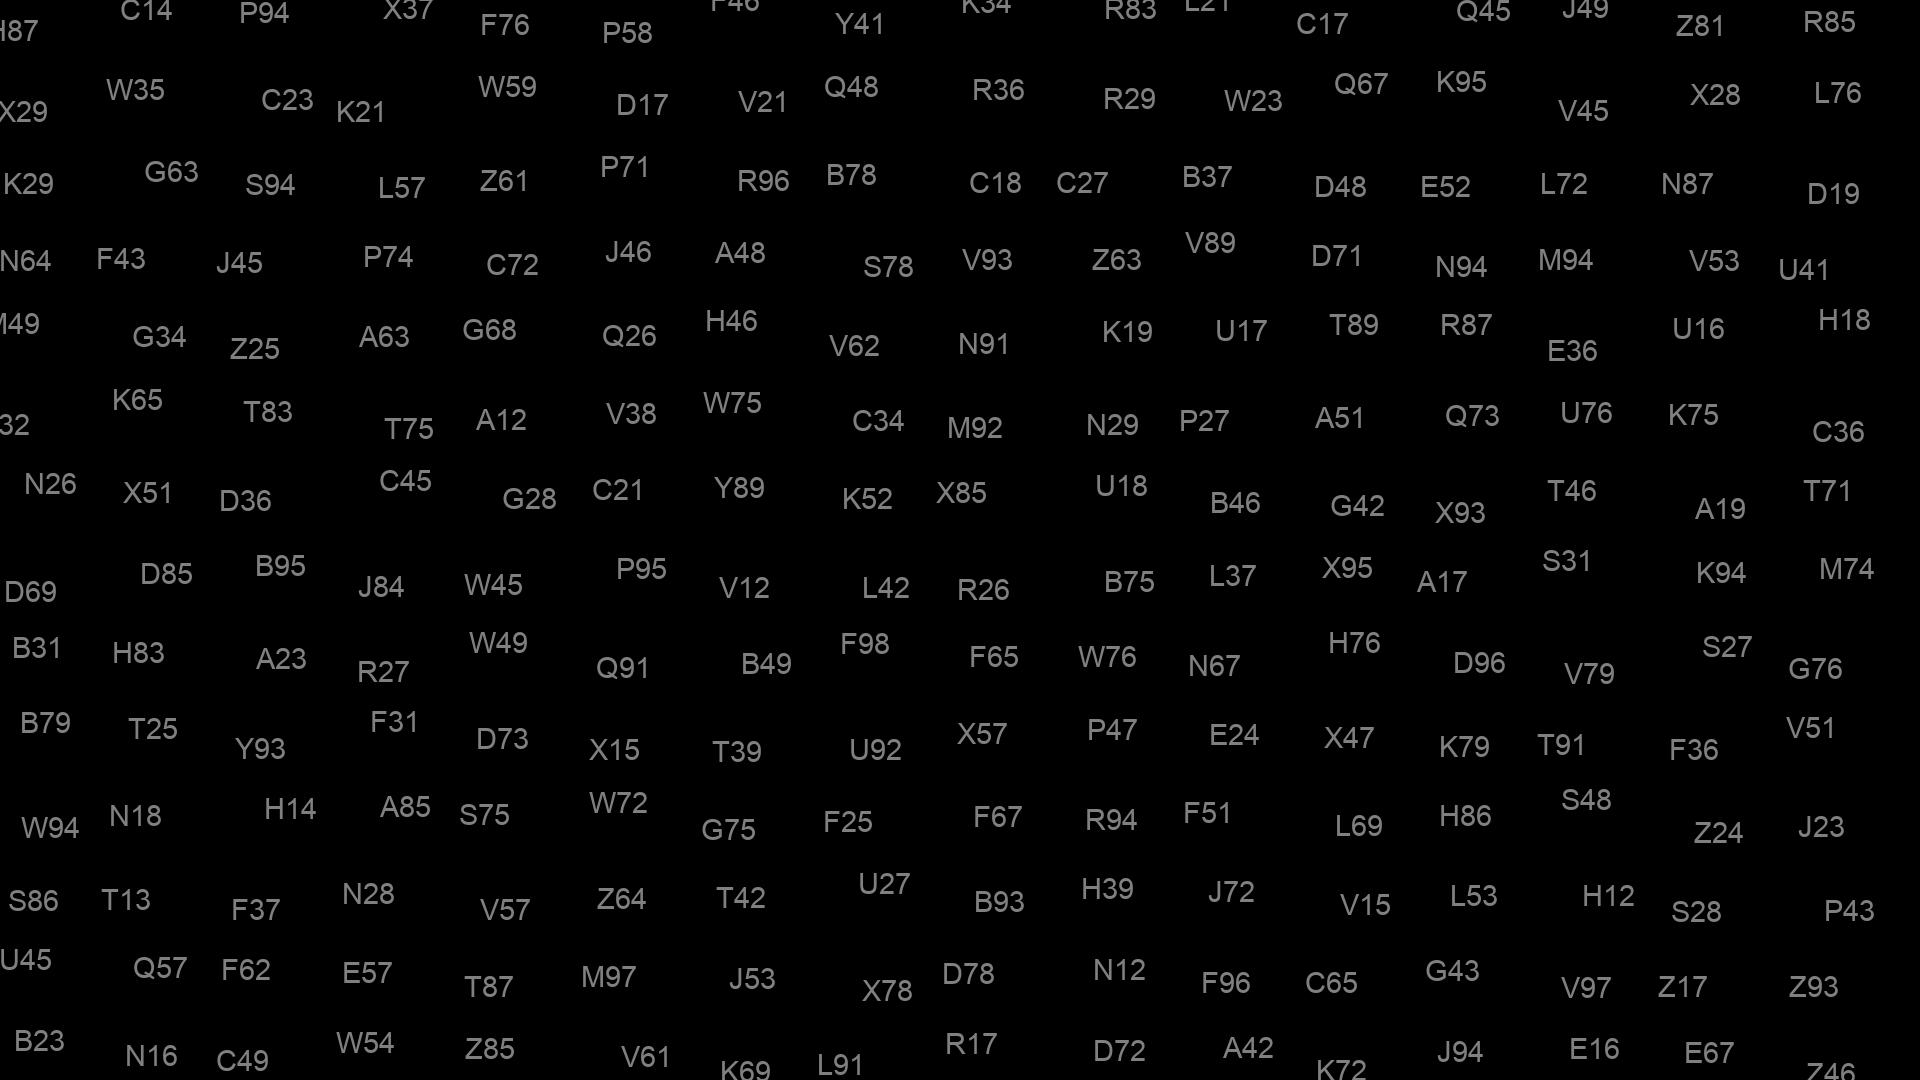 H87 C14 P94 X37 F76 P58 F46 Y41 K34 R83 L21 C17 Q45 J49 Z81 R85
X29 W35 C23 K21 W59 D17 V21 Q48 R36 R29 W23 Q67 K95 V45 X28 L76
K29 G63 S94 L57 Z61 P71 R96 B78 C18 C27 B37 D48 E52 L72 N87 D19
N64 F43 J45 P74 C72 J46 A48 S78 V93 Z63 V89 D71 N94 M94 V53 U41
M49 G34 Z25 A63 G68 Q26 H46 V62 N91 K19 U17 T89 R87 E36 U16 H18
32 K65 T83 T75 A12 V38 W75 C34 M92 N29 P27 A51 Q73 U76 K75 C36
N26 X51 D36 C45 G28 C21 Y89 K52 X85 U18 B46 G42 X93 T46 A19 T71
D69 D85 B95 J84 W45 P95 V12 L42 R26 B75 L37 X95 A17 S31 K94 M74
B31 H83 A23 R27 W49 Q91 B49 F98 F65 W76 N67 H76 D96 V79 S27 G76
B79 T25 Y93 F31 D73 X15 T39 U92 X57 P47 E24 X47 K79 T91 F36 V51
W94 N18 H14 A85 S75 W72 G75 F25 F67 R94 F51 L69 H86 S48 Z24 J23
S86 T13 F37 N28 V57 Z64 T42 U27 B93 H39 J72 V15 L53 H12 S28 P43
U45 Q57 F62 E57 T87 M97 J53 X78 D78 N12 F96 C65 G43 V97 Z17 Z93
B23 N16 C49 W54 Z85 V61 K69 L91 R17 D72 A42 K72 J94 E16 E67 Z46